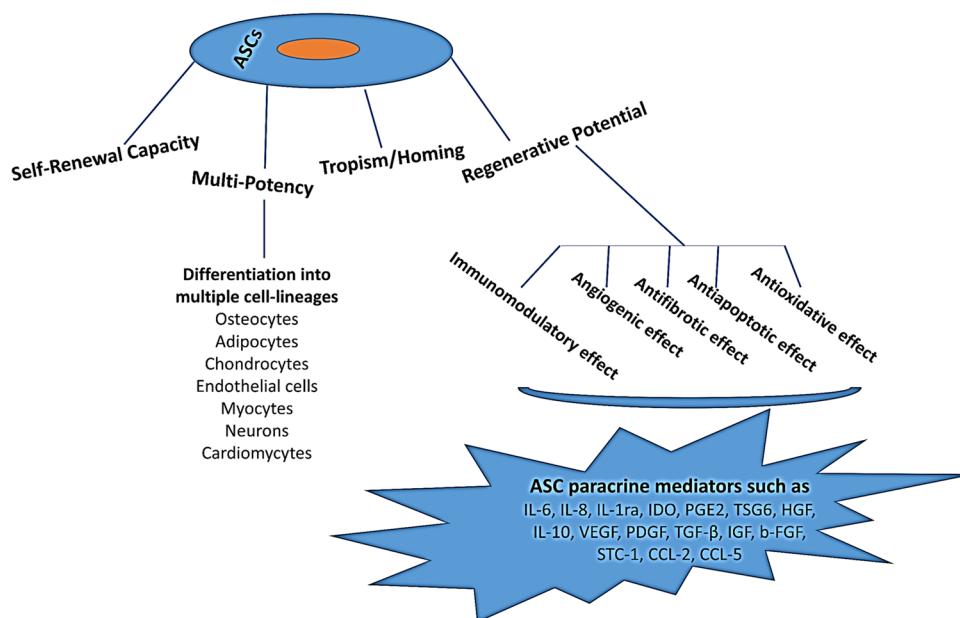 ASCs
Self-Renewal Capacity
Multi-Potency
Tropism/Homing
Regenerative Potential
Differentiation into
multiple cell-lineages
Osteocytes
Adipocytes
Chondrocytes
Endothelial cells
Myocytes
Neurons
Cardiomycytes
Immunomodulatory effect
Angiogenic effect
Antifibrotic effect
Antiapoptotic effect
Antioxidative effect
ASC paracrine mediators such as
IL-6, IL-8, IL-1ra, IDO, PGE2, TSG6, HGF,
IL-10, VEGF, PDGF, TGF-β, IGF, b-FGF,
STC-1, CCL-2, CCL-5